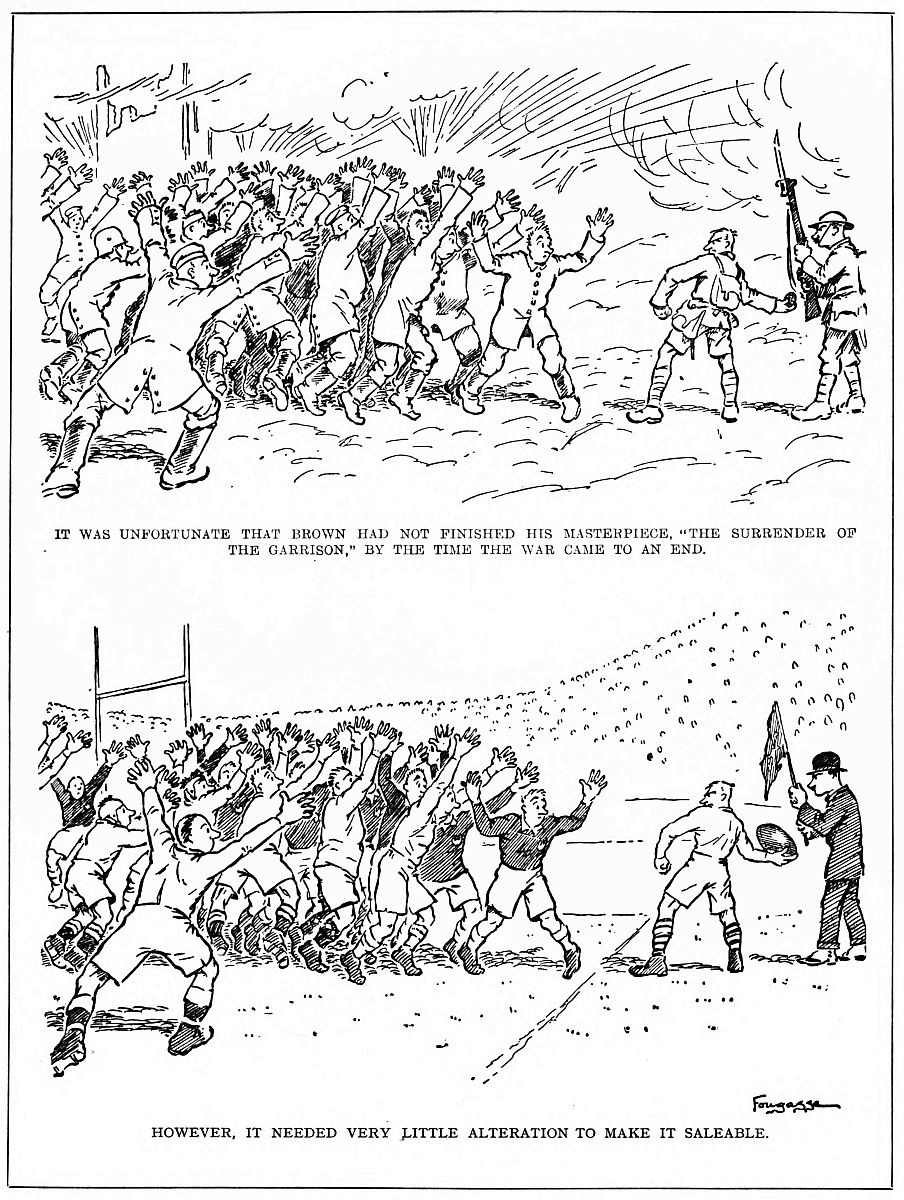 IT WAS UNFORTUNATE THAT BROWN HAD NOT FINISHED HIS MASTERPIECE, "THE SURRENDER OF
THE GARRISON," BY THE TIME THE WAR CAME TO AN END.
Fougasse
HOWEVER, IT NEEDED VERY LITTLE ALTERATION TO MAKE IT SALEABLE.